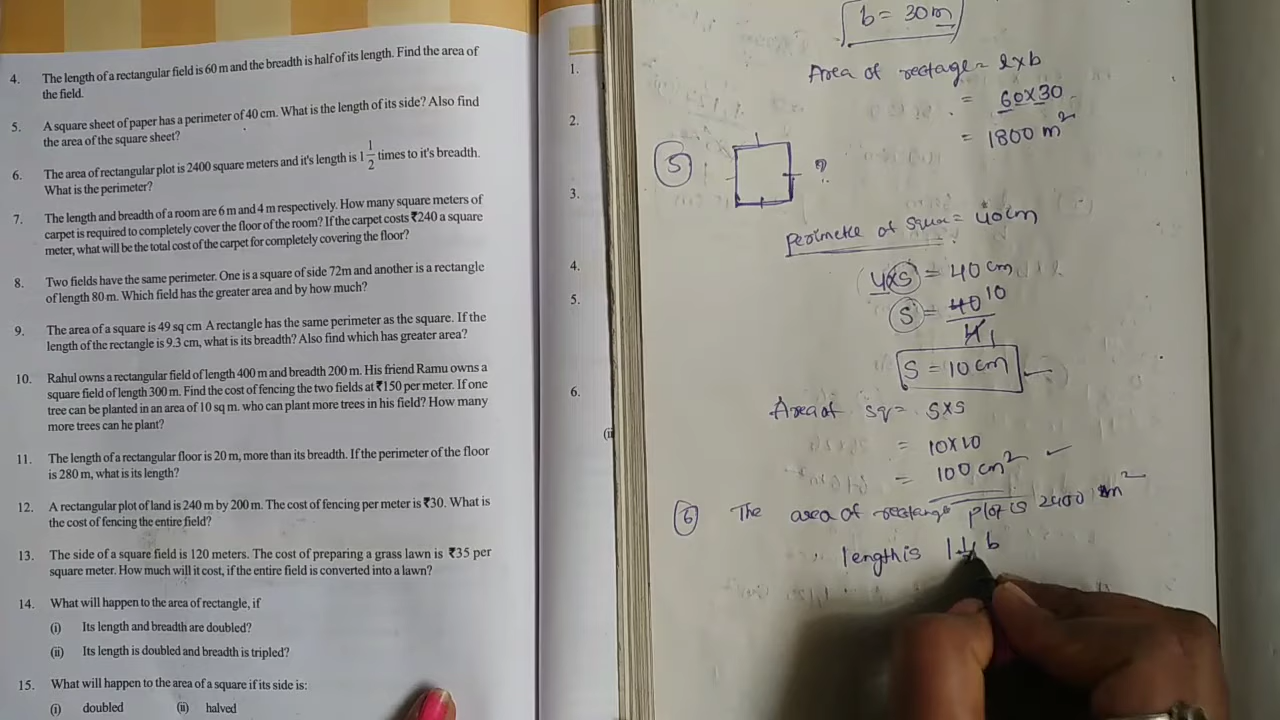 4. The length of a rectangular field is 60 m and the breadth is half of its length. Find the area of
the field.
5. A square sheet of paper has a perimeter of 40 cm. What is the length of its side? Also find
the area of the square sheet?
6. The area of rectangular plot is 2400 square meters and it's length is 1 1/2 times to it's breadth.
What is the perimeter?
7. The length and breadth of a room are 6 m and 4 m respectively. How many square meters of
carpet is required to completely cover the floor of the room? If the carpet costs ₹240 a square
meter, what will be the total cost of the carpet for completely covering the floor?
8. Two fields have the same perimeter. One is a square of side 72m and another is a rectangle
of length 80 m. Which field has the greater area and by how much?
9. The area of a square is 49 sq cm A rectangle has the same perimeter as the square. If the
length of the rectangle is 9.3 cm, what is its breadth? Also find which has greater area?
10. Rahul owns a rectangular field of length 400 m and breadth 200 m. His friend Ramu owns a
square field of length 300 m. Find the cost of fencing the two fields at ₹150 per meter. If one
tree can be planted in an area of 10 sq m. who can plant more trees in his field? How many
more trees can he plant?
11. The length of a rectangular floor is 20 m, more than its breadth. If the perimeter of the floor
is 280 m, what is its length?
12. A rectangular plot of land is 240 m by 200 m. The cost of fencing per meter is ₹30. What is
the cost of fencing the entire field?
13. The side of a square field is 120 meters. The cost of preparing a grass lawn is ₹35 per
square meter. How much will it cost, if the entire field is converted into a lawn?
14. What will happen to the area of rectangle, if
(i) Its length and breadth are doubled?
(ii) Its length is doubled and breadth is tripled?
15. What will happen to the area of a square if its side is:
(i) doubled (ii) halved
1.
2.
3.
4.
5.
6.
(ii
b = 30m
Area of rectage = l×b
= 60×30
= 1800 m²
5 ?
perimetle of squa = 40cm
4×s = 40 cm
s = 40 10
4 1
S = 10 cm
Area of sq = s×s
= 10×10
= 100 cm²
6 The area of rectange plot is 2400 m²
length is 1 b